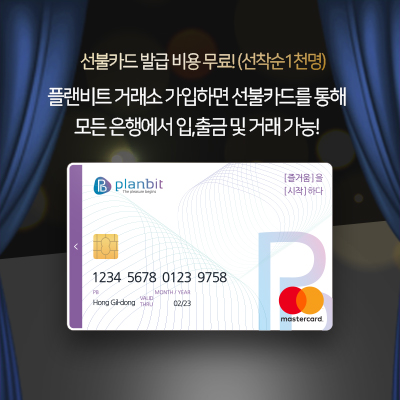 선불카드 발급 비용 무료! (선착순1천명)
플랜비트 거래소 가입하면 선불카드를 통해
모든 은행에서 입,출금 및 거래 가능!
planbit
The pleasure begins
[즐거움]을
[시작]하다
1234 5678 0123 9758
PB MONTH / YEAR
Hong Gil-dong VALID THRU 02/23
mastercard.